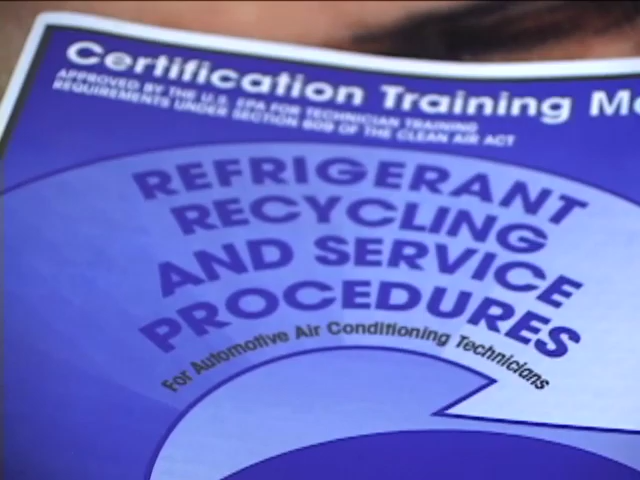 Certification Training
APPROVED BY THE U.S. EPA FOR TECHNICIAN TRAINING
REQUIREMENTS UNDER SECTION 609 OF THE CLEAN AIR ACT
REFRIGERANT
RECYCLING
AND SERVICE
PROCEDURES
For Automotive Air Conditioning Technicians